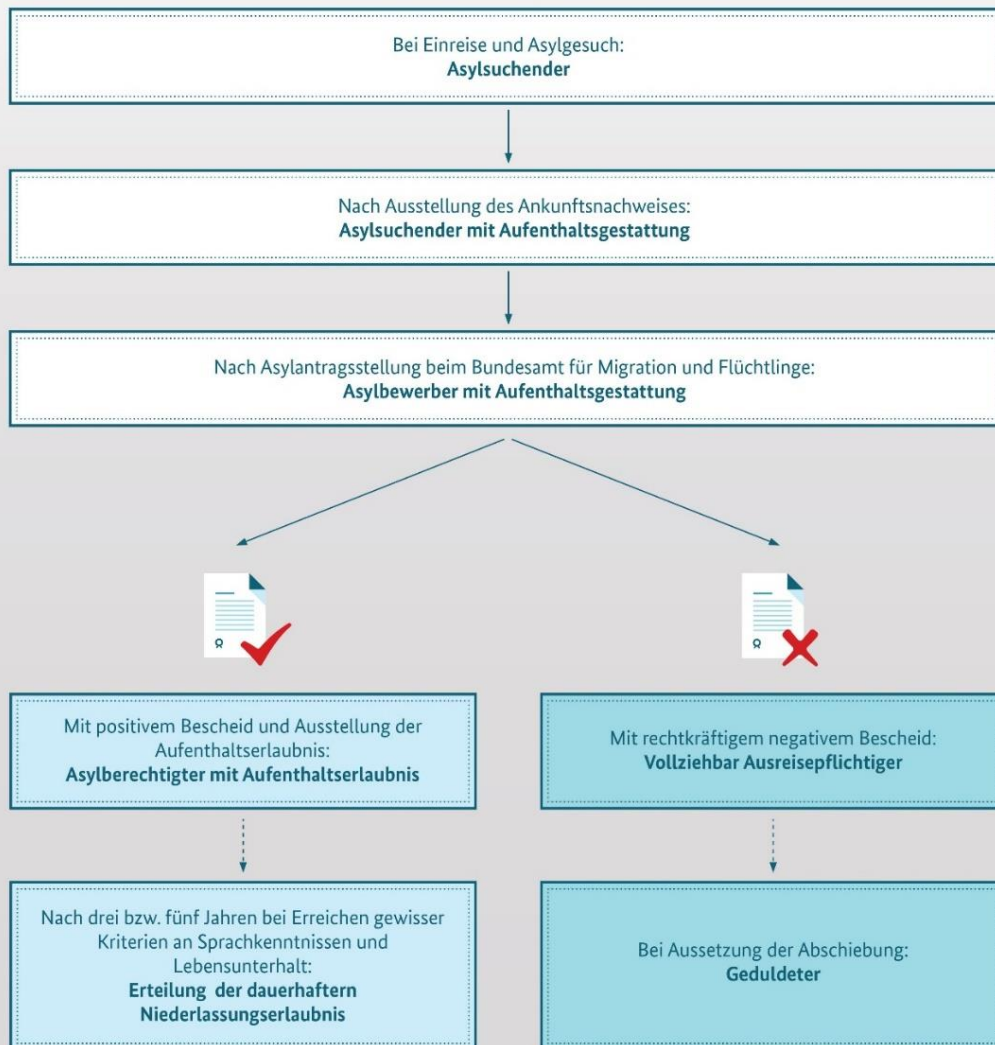 Bei Einreise und Asylgesuch:
Asylsuchender
Nach Ausstellung des Ankunftsnachweises:
Asylsuchender mit Aufenthaltsgestattung
Nach Asylantragsstellung beim Bundesamt für Migration und Flüchtlinge:
Asylbewerber mit Aufenthaltsgestattung
Mit positivem Bescheid und Ausstellung der
Aufenthaltserlaubnis:
Asylberechtigter mit Aufenthaltserlaubnis
Mit rechtkräftigem negativem Bescheid:
Vollziehbar Ausreisepflichtiger
Nach drei bzw. fünf Jahren bei Erreichen gewisser
Kriterien an Sprachkenntnissen und
Lebensunterhalt:
Erteilung der dauerhaftern
Niederlassungserlaubnis
Bei Aussetzung der Abschiebung:
Geduldeter